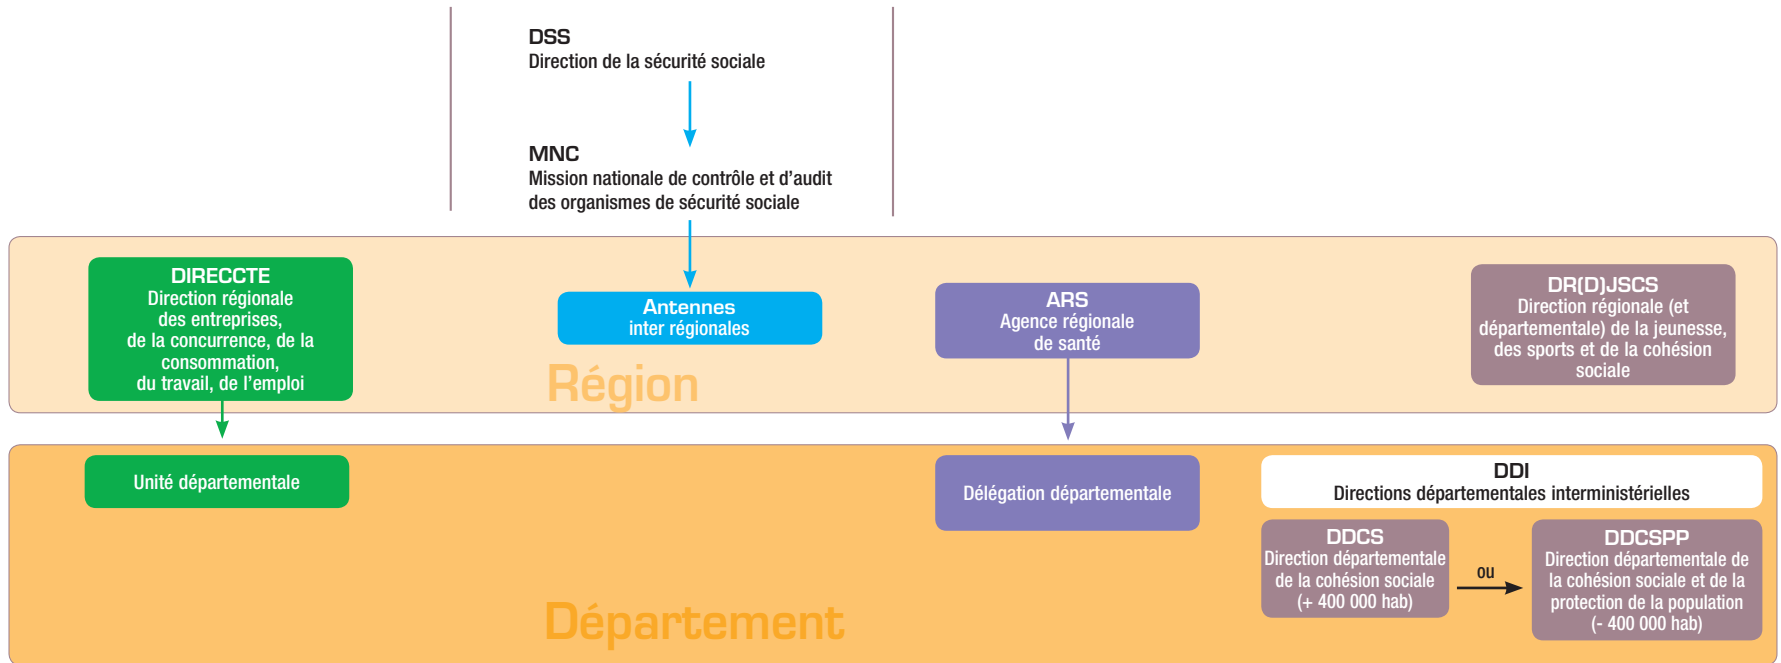 DSS
Direction de la sécurité sociale
MNC
Mission nationale de contrôle et d’audit
des organismes de sécurité sociale
DIRECCTE
Direction régionale
des entreprises,
de la concurrence, de la
consommation,
du travail, de l’emploi
Antennes
inter régionales
ARS
Agence régionale
de santé
DR(D)JSCS
Direction régionale (et
départementale) de la jeunesse,
des sports et de la cohésion
sociale
Région
Unité départementale
Délégation départementale
DDI
Directions départementales interministérielles
DDCS
Direction départementale
de la cohésion sociale
(+ 400 000 hab)
ou
DDCSPP
Direction départementale de
la cohésion sociale et de la
protection de la population
(- 400 000 hab)
Département